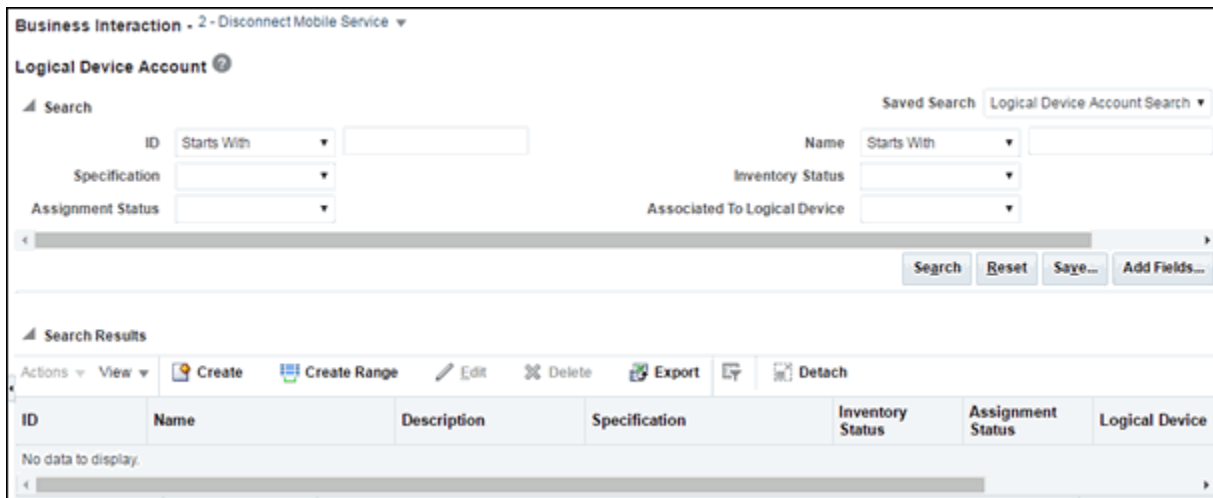 Business Interaction - 2 - Disconnect Mobile Service
Logical Device Account ?
Search
Saved Search Logical Device Account Search
ID Starts With Name Starts With
Specification Inventory Status
Assignment Status Associated To Logical Device
Search Reset Save... Add Fields...
Search Results
Actions View Create Create Range Edit Delete Export Detach
ID Name Description Specification Inventory Status Assignment Status Logical Device
No data to display.